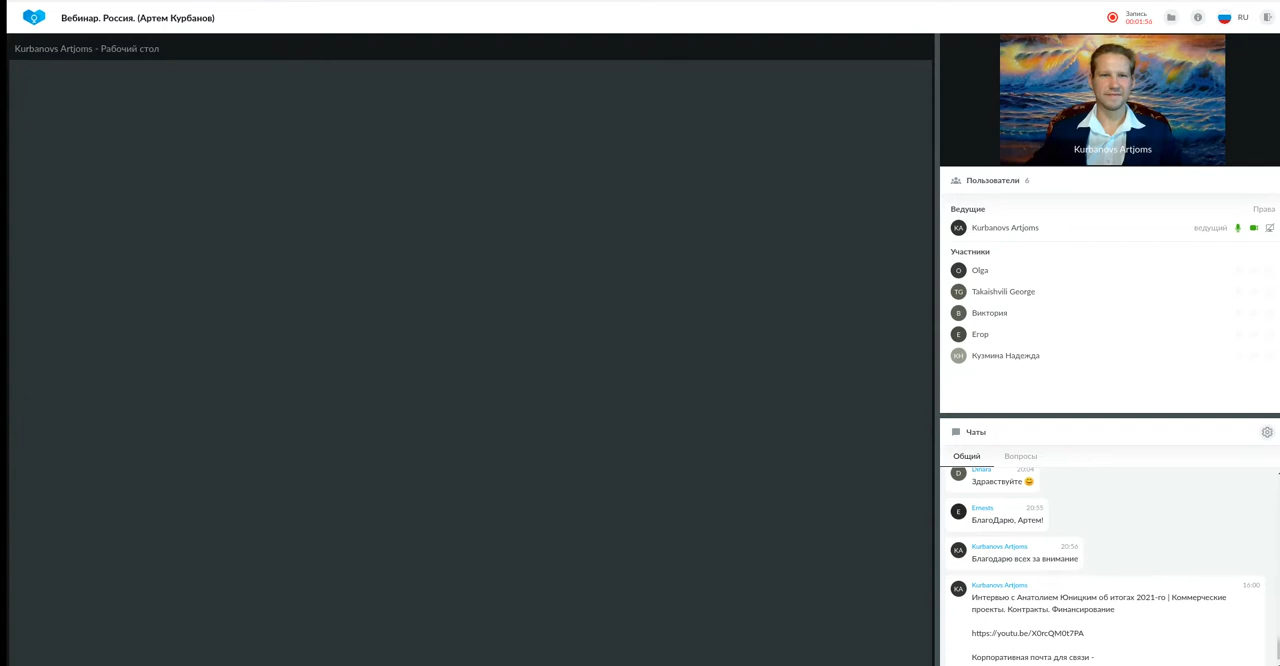 Вебинар. Россия. (Артем Курбанов)
Запись
00:01:56
RU
Kurbanovs Artjoms - Рабочий стол
Kurbanovs Artjoms
Пользователи 6
Ведущие Права
KA Kurbanovs Artjoms ведущий
Участники
O Olga
TG Takaishvili George
В Виктория
Е Егор
КН Кузмина Надежда
Чаты
Общий Вопросы
D Dinara 20:04
Здравствуйте 😊
E Ernests 20:55
БлагоДарю, Артем!
KA Kurbanovs Artjoms 20:56
Благодарю всех за внимание
KA Kurbanovs Artjoms 16:00
Интервью с Анатолием Юницким об итогах 2021-го | Коммерческие
проекты. Контракты. Финансирование
https://youtu.be/X0rcQM0t7PA
Корпоративная почта для связи -